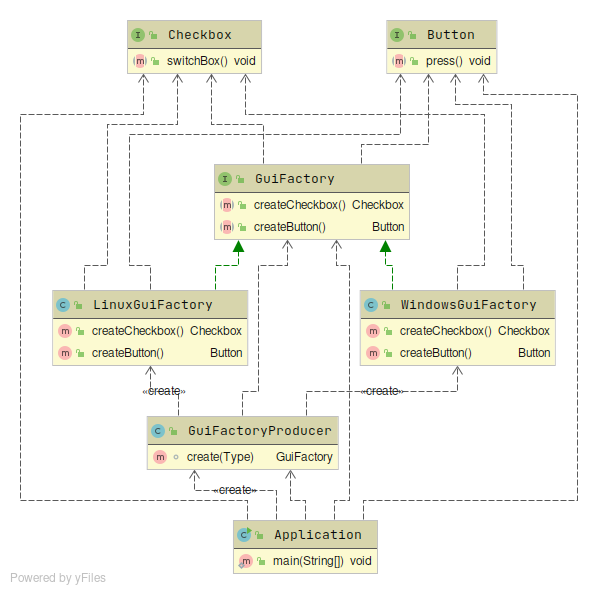 Checkbox
switchBox() void
Button
press() void
GuiFactory
createCheckbox() Checkbox
createButton() Button
LinuxGuiFactory
createCheckbox() Checkbox
createButton() Button
WindowsGuiFactory
createCheckbox() Checkbox
createButton() Button
«create»
«create»
GuiFactoryProducer
create(Type) GuiFactory
«create»
Application
main(String[]) void
Powered by yFiles